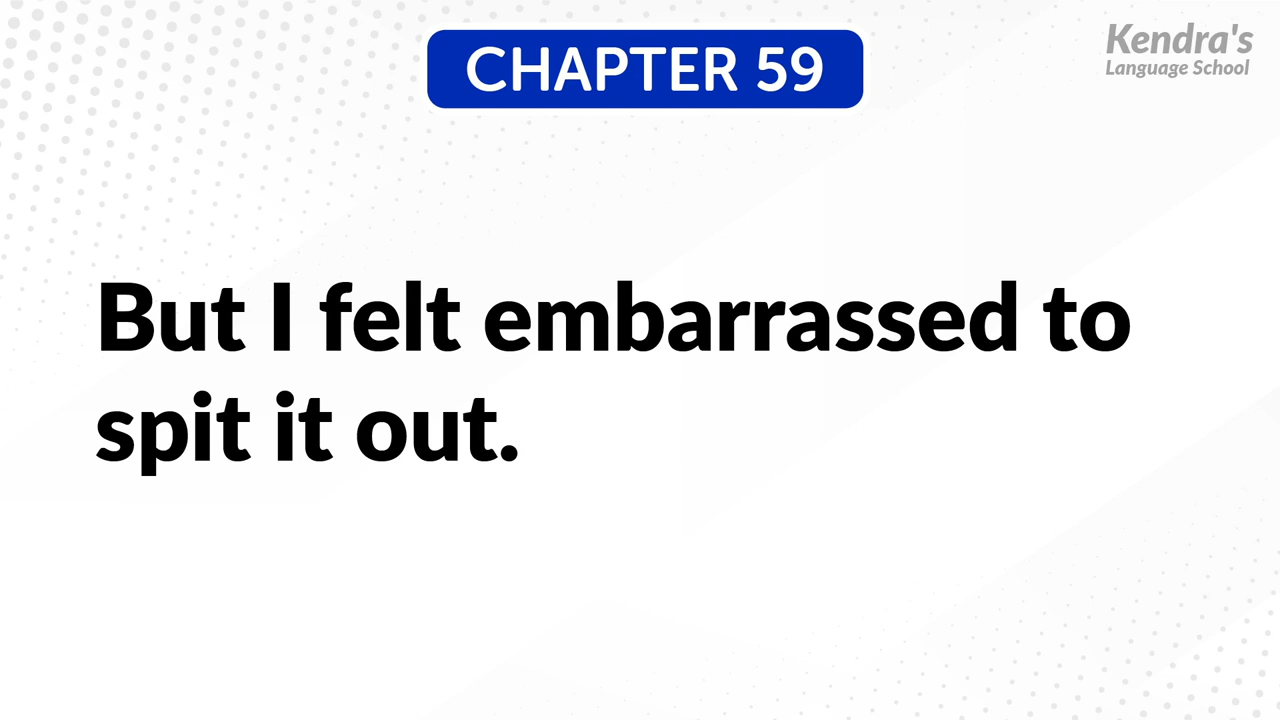 CHAPTER 59
Kendra's
Language School
But I felt embarrassed to
spit it out.